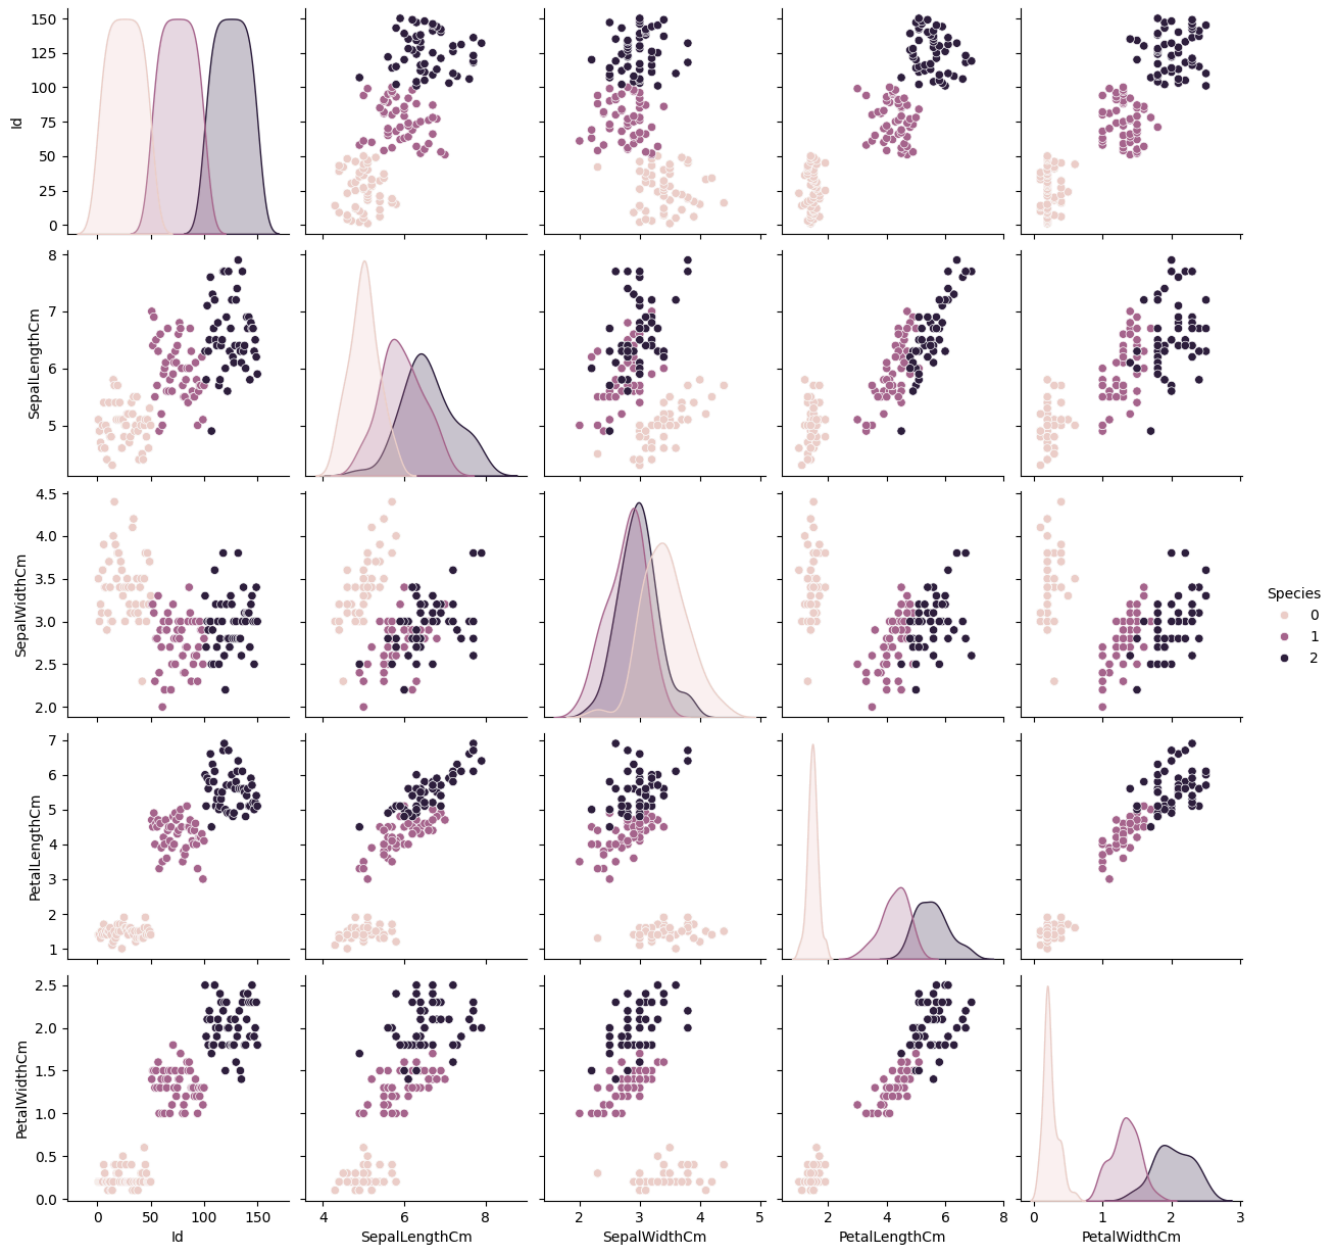 150
125
100
75
50
25
0
Id
8
7
6
5
SepalLengthCm
4.5
4.0
3.5
3.0
2.5
2.0
SepalWidthCm
Species
0
1
2
7
6
5
4
3
2
1
PetalLengthCm
2.5
2.0
1.5
1.0
0.5
0.0
PetalWidthCm
0 50 100 150
4 6 8
2 3 4 5
2 4 6 8
0 1 2 3
Id SepalLengthCm SepalWidthCm PetalLengthCm PetalWidthCm